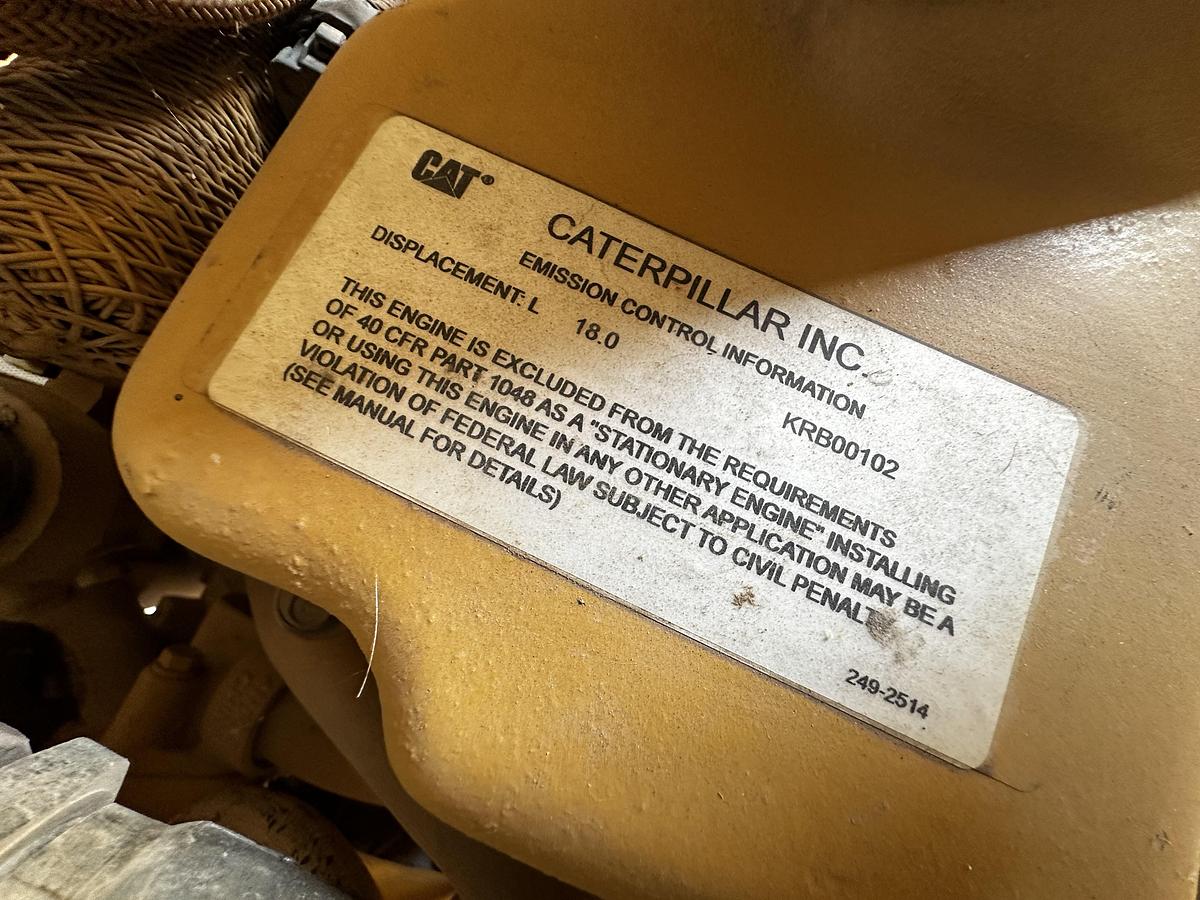 CAT®
CATERPILLAR INC.
EMISSION CONTROL INFORMATION
DISPLACEMENT: L 18.0 KRB00102
THIS ENGINE IS EXCLUDED FROM THE REQUIREMENTS
OF 40 CFR PART 1048 AS A "STATIONARY ENGINE" INSTALLING
OR USING THIS ENGINE IN ANY OTHER APPLICATION MAY BE A
VIOLATION OF FEDERAL LAW SUBJECT TO CIVIL PENALT
(SEE MANUAL FOR DETAILS)
249-2514